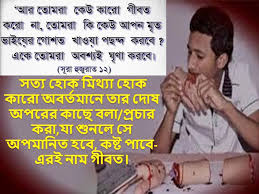 “আর তোমরা কেউ কারো গীবত
করো না, তোমরা কি কেউ আপন মৃত
ভাইয়ের গোশত খাওয়া পছন্দ করবে ?
একে তোমরা অবশ্যই ঘৃণা করবে।
(সূরা হুজুরাত ১২)
সত্য হোক মিথ্যা হোক
কারো অবর্তমানে তার দোষ
অপরের কাছে বলা/প্রচার
করা,যা শুনলে সে
অপমানিত হবে, কষ্ট পাবে-
এরই নাম গীবত।